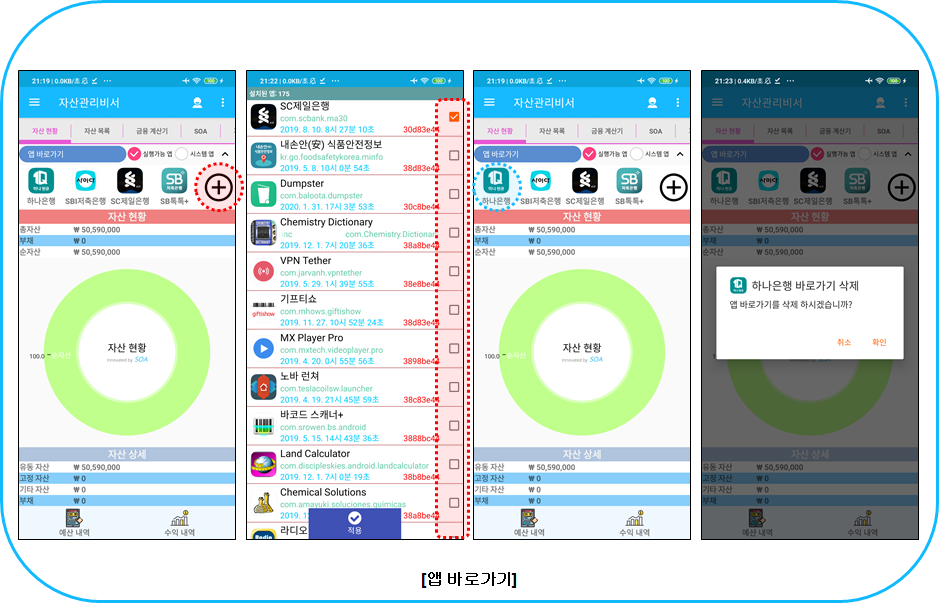 21:19 | 0.0KB/초
자산관리비서
자산 현황 자산 목록 금융 계산기 SOA
앱 바로가기 실행가능 앱 시스템 앱
하나은행 SBI저축은행 SC제일은행 SB톡톡+
자산 현황
총자산 ₩ 50,590,000
부채 ₩ 0
순자산 ₩ 50,590,000
100.0 순자산
자산 현황
Innovated by SOA
자산 상세
유동 자산 ₩ 50,590,000
고정 자산 ₩ 0
기타 자산 ₩ 0
부채 ₩ 0
예산 내역 수익 내역
21:22 | 0.0KB/초
설치된 앱: 175
SC제일은행
com.scbank.ma30
2019. 8. 10. 8시 27분 10초 30d83e44
내손안(安) 식품안전정보
kr.go.foodsafetykorea.minfo
2019. 5. 8. 10시 0분 54초 38d83e44
Dumpster
com.baloota.dumpster
2020. 1. 31. 17시 20분 53초 30c8be44
Chemistry Dictionary
inc com.Chemistry.Dictionar
2019. 12. 1. 7시 20분 36초 38a8be44
VPN Tether
com.jarvanh.vpntether
2019. 5. 29. 1시 39분 55초 38e8be44
기프티쇼
giftishow
com.mhows.giftishow
2019. 11. 27. 10시 52분 24초 38d83e44
MX Player Pro
com.mxtech.videoplayer.pro
2019. 4. 20. 0시 55분 56초 3898be44
노바 런처
com.teslacoilsw.launcher
2019. 4. 19. 21시 45분 59초 38c83e44
바코드 스캐너+
com.srowen.bs.android
2019. 5. 15. 14시 43분 36초 3888bc44
Land Calculator
com.discipleskies.android.landcalculator
2019. 12. 1. 7시 0분 19초 38b8be44
Chemical Solutions
com.amayuki.soluciones.quimicas
2019. 1 38a8be44
라디오
Radio
적용
21:19 | 0.0KB/초
자산관리비서
자산 현황 자산 목록 금융 계산기 SOA
앱 바로가기 실행가능 앱 시스템 앱
하나은행 SBI저축은행 SC제일은행 SB톡톡+
자산 현황
총자산 ₩ 50,590,000
부채 ₩ 0
순자산 ₩ 50,590,000
100.0 순자산
자산 현황
Innovated by SOA
자산 상세
유동 자산 ₩ 50,590,000
고정 자산 ₩ 0
기타 자산 ₩ 0
부채 ₩ 0
예산 내역 수익 내역
21:23 | 0.4KB/초
자산관리비서
자산 현황 자산 목록 금융 계산기 SOA
앱 바로가기 실행가능 앱 시스템 앱
하나은행 SBI저축은행 SC제일은행 SB톡톡+
자산 현황
총자산 ₩ 50,590,000
부채 ₩ 0
순자산 ₩ 50,590,000
하나은행 바로가기 삭제
앱 바로가기를 삭제 하시겠습니까?
취소 확인
100.0 순자산
자산 상세
유동 자산 ₩ 50,590,000
고정 자산 ₩ 0
기타 자산 ₩ 0
부채 ₩ 0
예산 내역 수익 내역
[앱 바로가기]